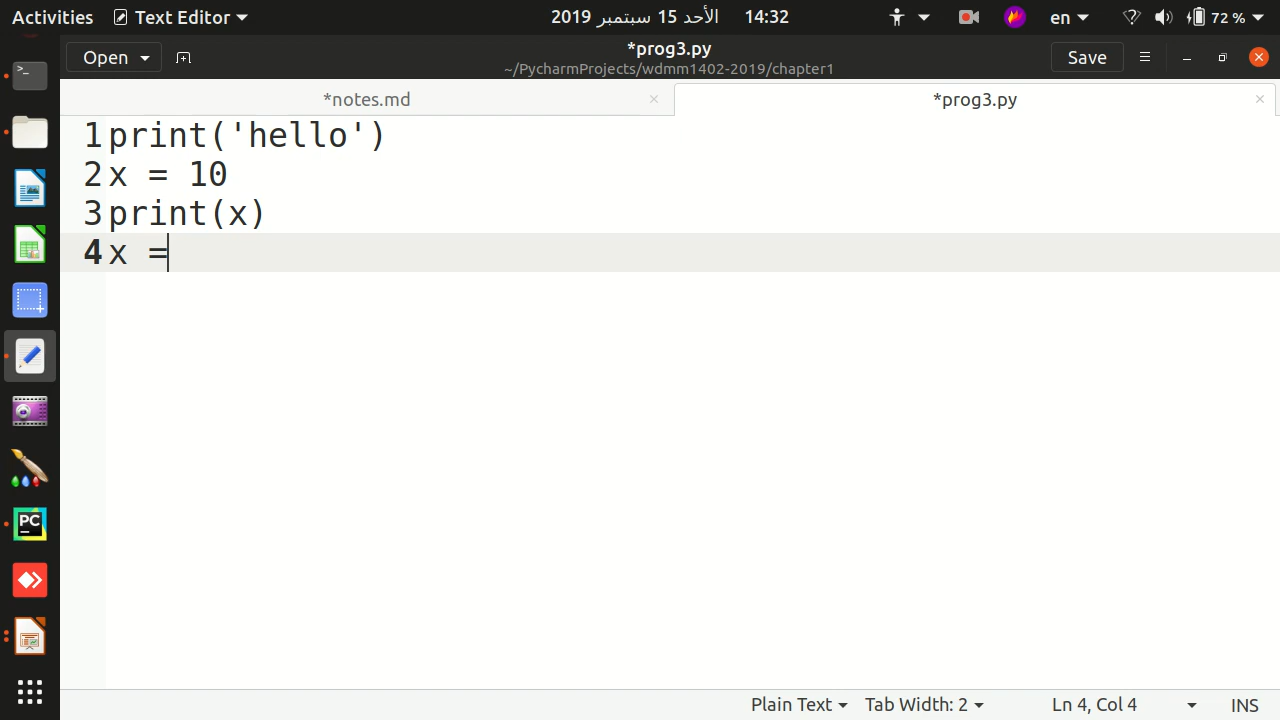 Activities Text Editor الأحد 15 سبتمبر 2019 14:32 en 72 %
Open *prog3.py Save
~/PycharmProjects/wdmm1402-2019/chapter1
*notes.md *prog3.py
1 print('hello')
2 x = 10
3 print(x)
4 x =
PC
Plain Text Tab Width: 2 Ln 4, Col 4 INS